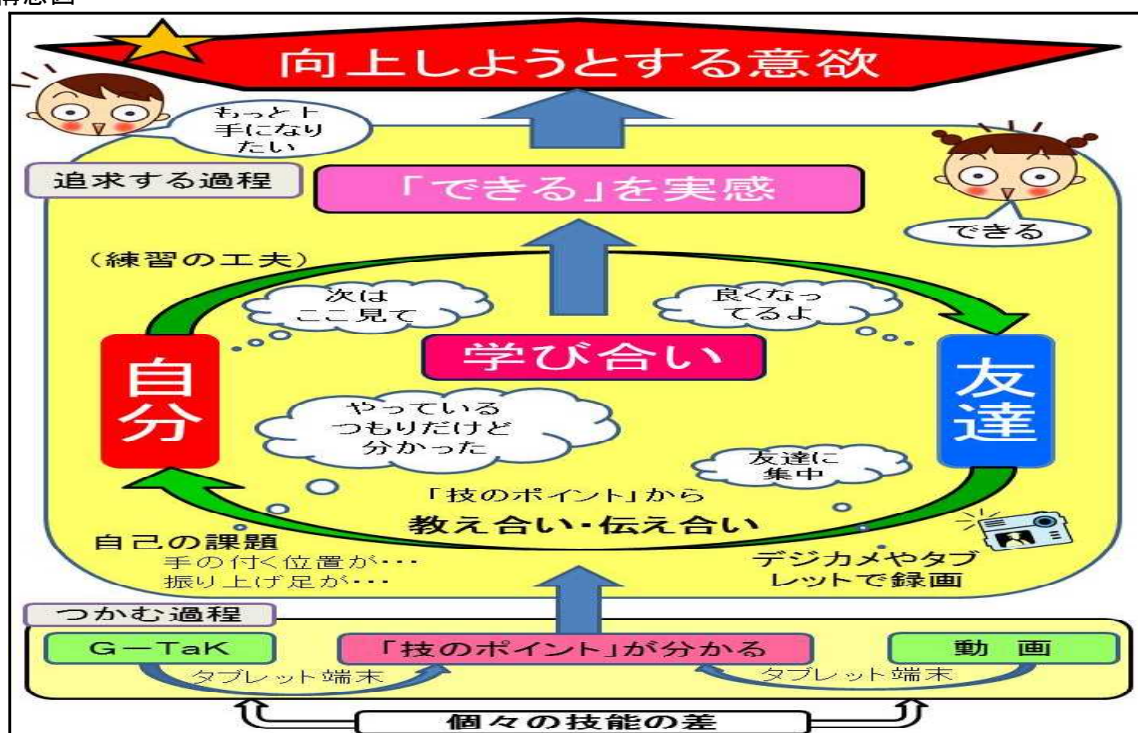 構想図
向上しようとする意欲
もっと上
手になり
たい
追求する過程
「できる」を実感
できる
(練習の工夫)
次は
ここ見て
良くなっ
てるよ
自分
学び合い
友達
やっている
つもりだけど
分かった
友達に
集中
「技のポイント」から
教え合い・伝え合い
自己の課題
手の付く位置が・・・
振り上げ足が・・・
デジカメやタブ
レットで録画
つかむ過程
G-TaK
「技のポイント」が分かる
動 画
タブレット端末
タブレット端末
個々の技能の差